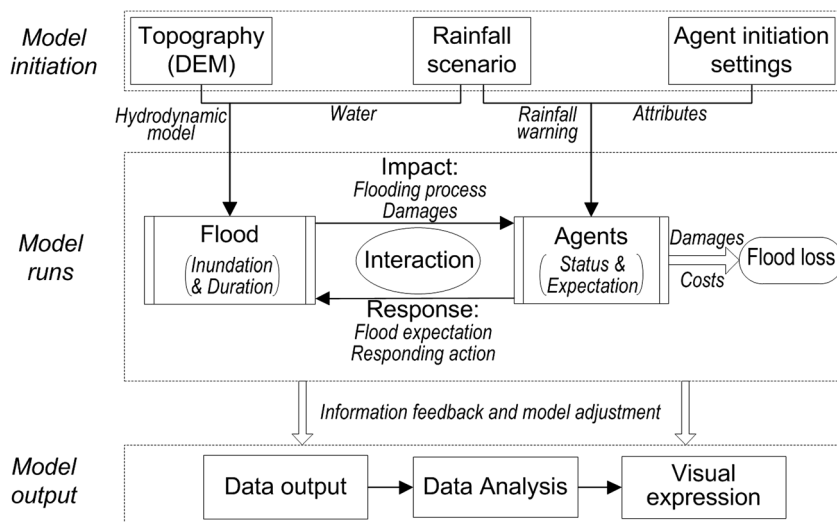 Model
initiation
Topography
(DEM)
Rainfall
scenario
Agent initiation
settings
Hydrodynamic
model
Water
Rainfall
warning
Attributes
Model
runs
Impact:
Flooding process
Damages
Flood
(Inundation
& Duration)
Interaction
Agents
(Status &
Expectation)
Damages
Costs
Flood loss
Response:
Flood expectation
Responding action
Information feedback and model adjustment
Model
output
Data output
Data Analysis
Visual
expression